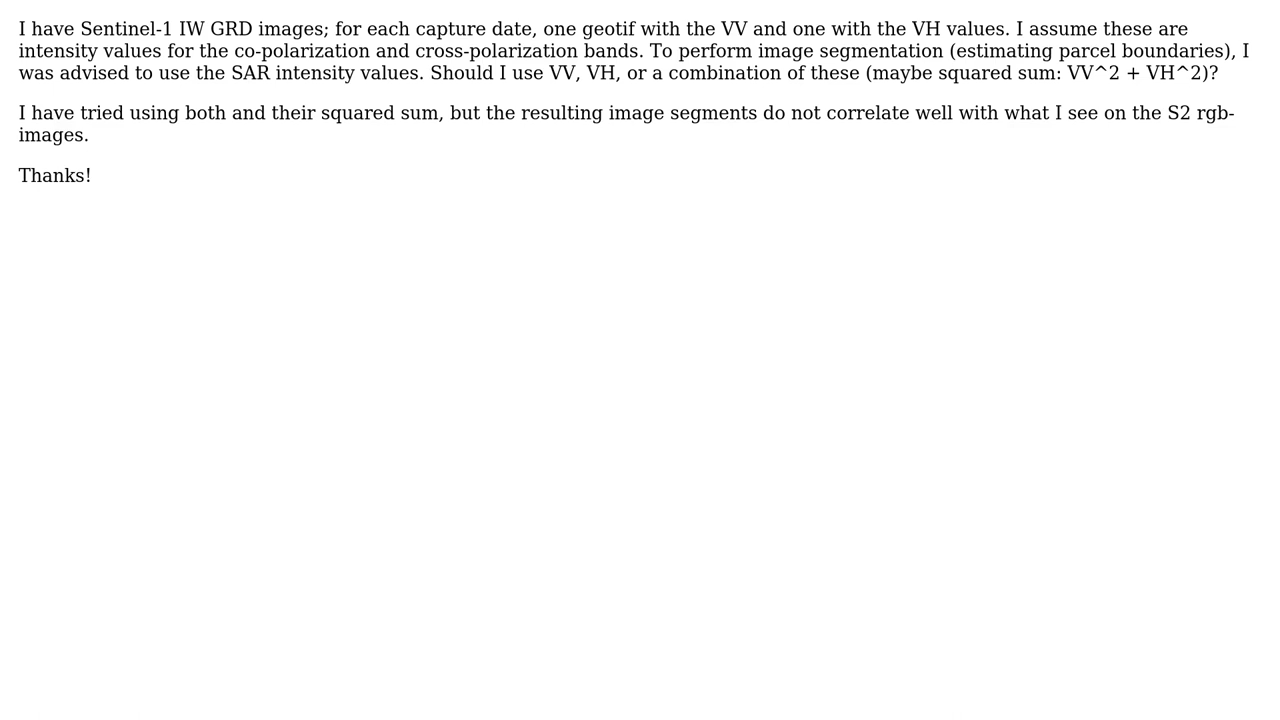 I have Sentinel-1 IW GRD images; for each capture date, one geotif with the VV and one with the VH values. I assume these are
intensity values for the co-polarization and cross-polarization bands. To perform image segmentation (estimating parcel boundaries), I
was advised to use the SAR intensity values. Should I use VV, VH, or a combination of these (maybe squared sum: VV^2 + VH^2)?
I have tried using both and their squared sum, but the resulting image segments do not correlate well with what I see on the S2 rgb-
images.
Thanks!